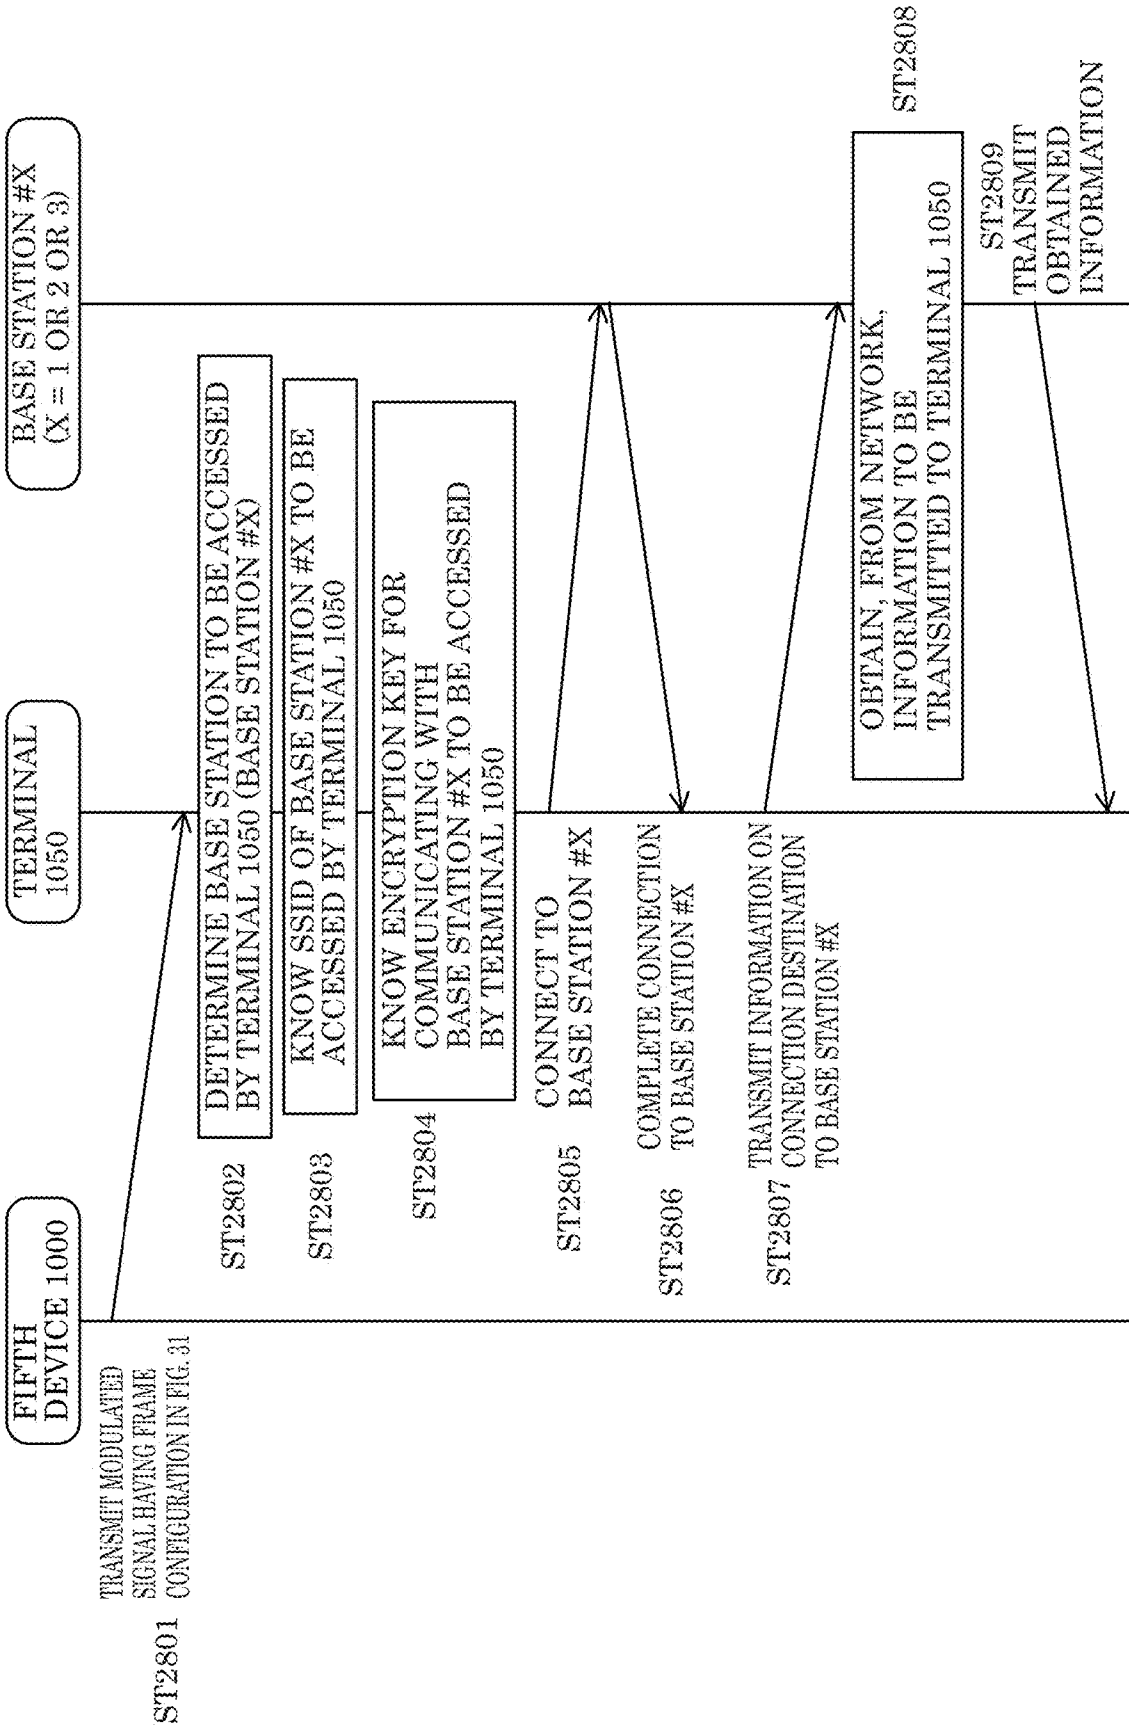 FIFTH
DEVICE 1000
TERMINAL
1050
BASE STATION #X
(X = 1 OR 2 OR 3)
ST2801
TRANSMIT MODULATED
SIGNAL HAVING FRAME
CONFIGURATION IN FIG. 31
ST2802
DETERMINE BASE STATION TO BE ACCESSED
BY TERMINAL 1050 (BASE STATION #X)
ST2803
KNOW SSID OF BASE STATION #X TO BE
ACCESSED BY TERMINAL 1050
ST2804
KNOW ENCRYPTION KEY FOR
COMMUNICATING WITH
BASE STATION #X TO BE ACCESSED
BY TERMINAL 1050
ST2805
CONNECT TO
BASE STATION #X
ST2806
COMPLETE CONNECTION
TO BASE STATION #X
ST2807
TRANSMIT INFORMATION ON
CONNECTION DESTINATION
TO BASE STATION #X
OBTAIN, FROM NETWORK,
INFORMATION TO BE
TRANSMITTED TO TERMINAL 1050
ST2808
ST2809
TRANSMIT
OBTAINED
INFORMATION